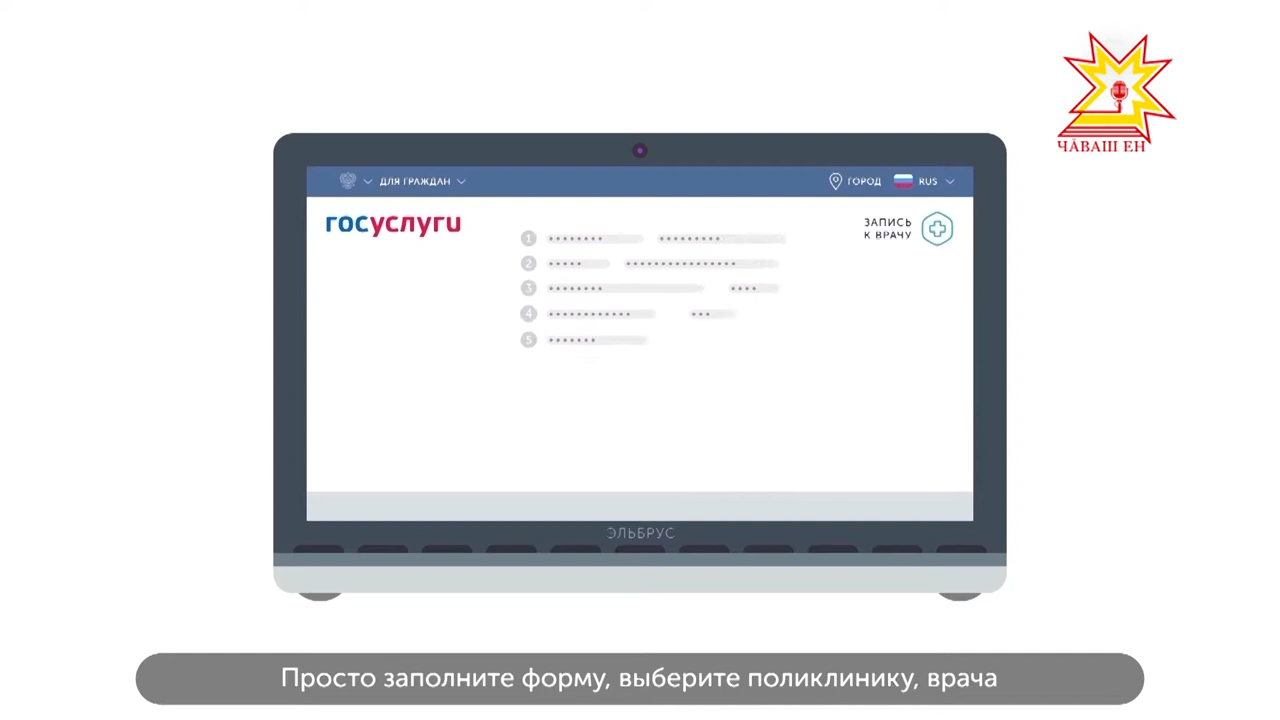 ЧӐВАШ ЕН
ДЛЯ ГРАЖДАН
ГОРОД
RUS
госуслуги
ЗАПИСЬ
К ВРАЧУ
1
2
3
4
5
ЭЛЬБРУС
Просто заполните форму, выберите поликлинику, врача